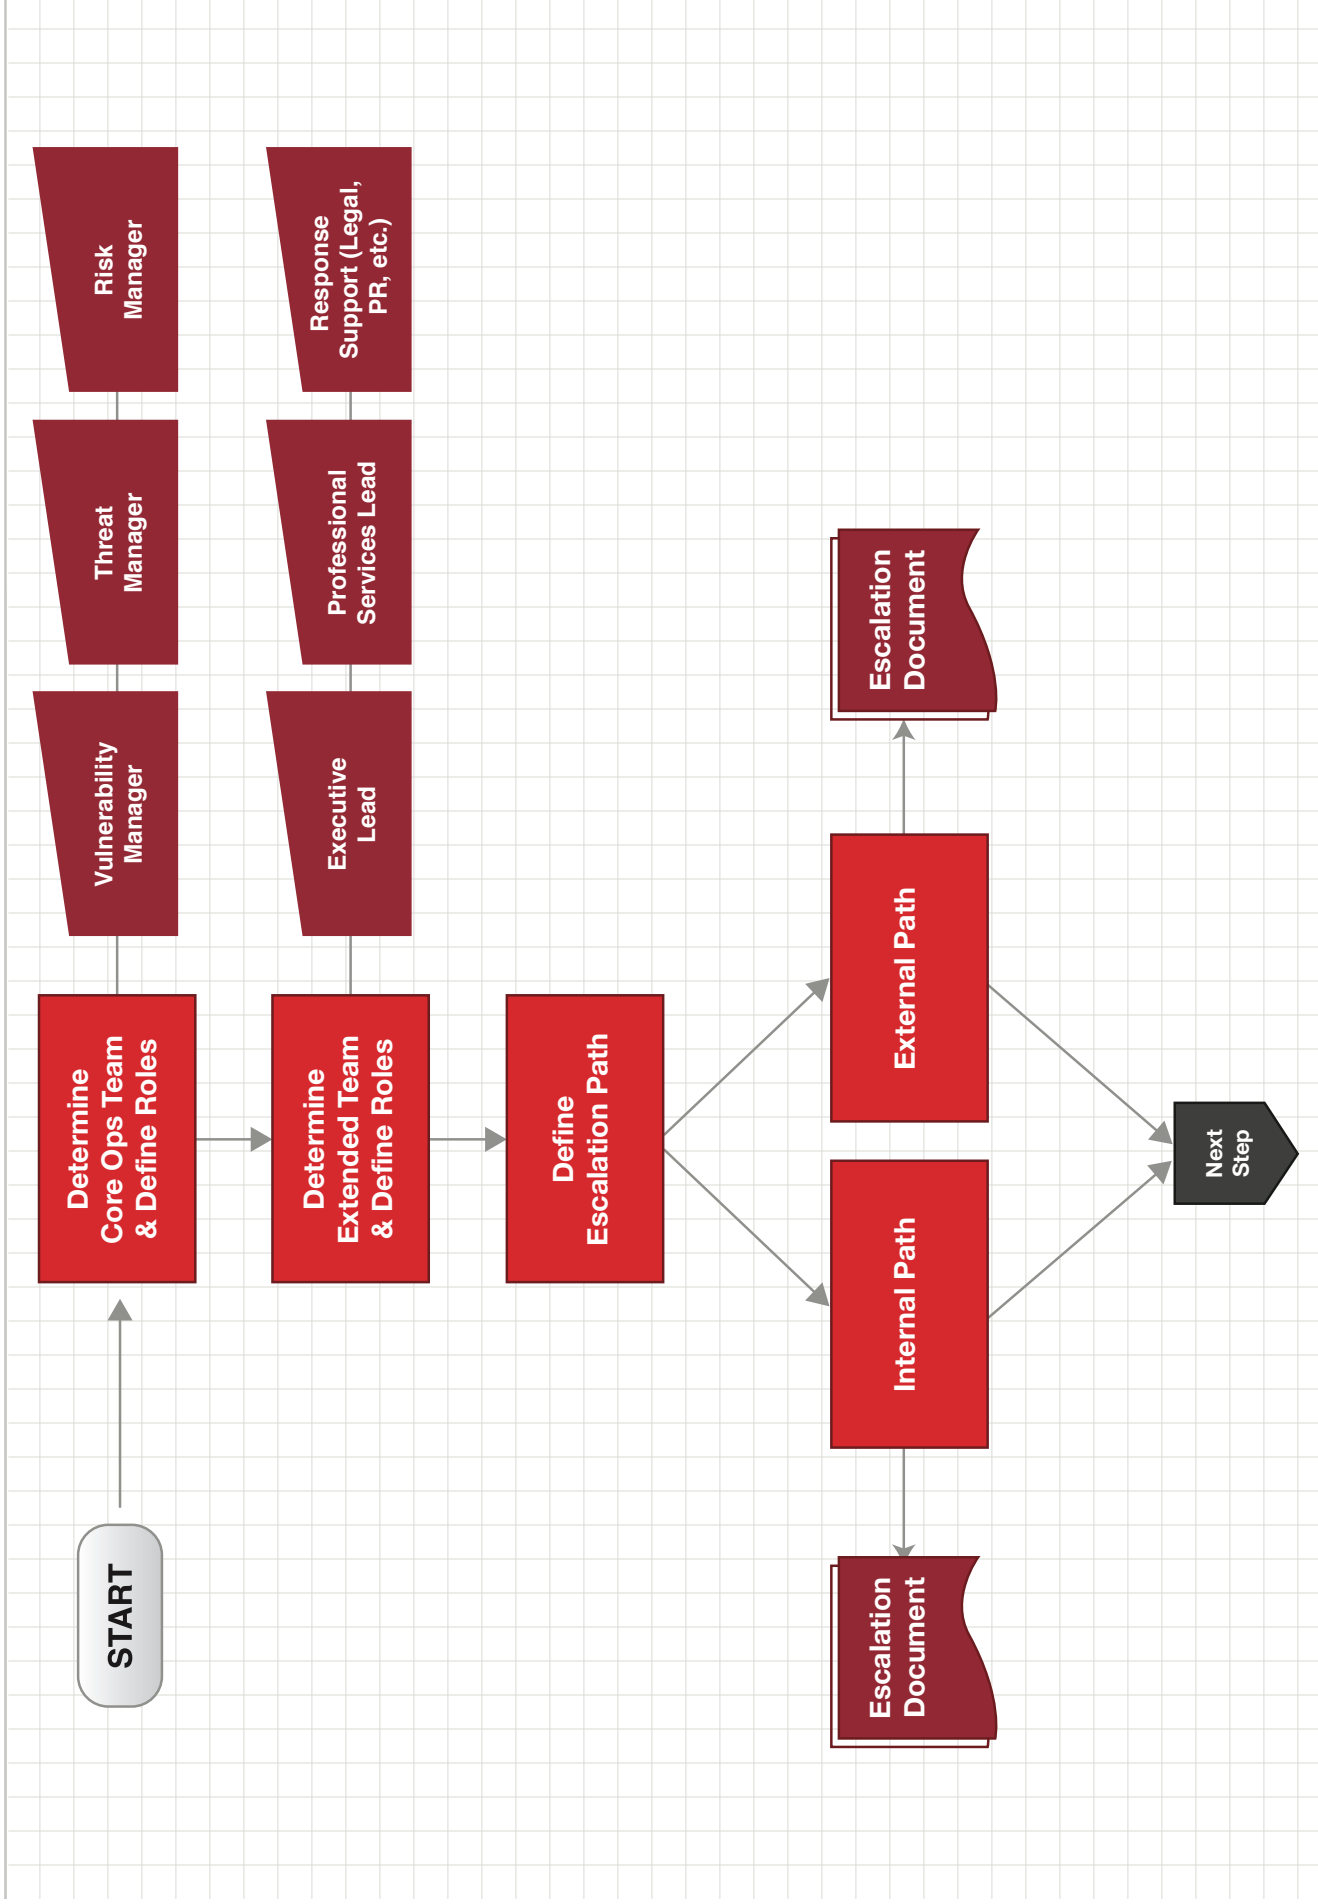 START
Determine
Core Ops Team
& Define Roles
Vulnerability
Manager
Threat
Manager
Risk
Manager
Determine
Extended Team
& Define Roles
Executive
Lead
Professional
Services Lead
Response
Support (Legal,
PR, etc.)
Define
Escalation Path
Escalation
Document
Internal Path
External Path
Escalation
Document
Next
Step